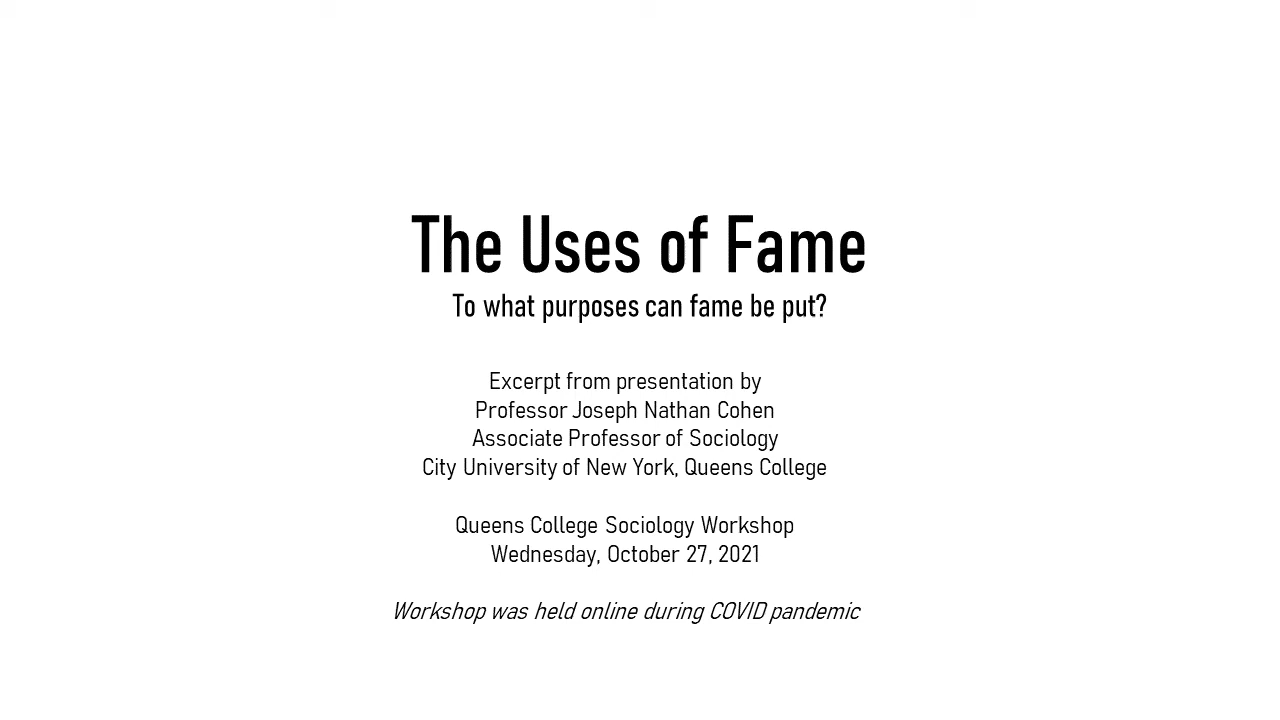 The Uses of Fame
To what purposes can fame be put?
Excerpt from presentation by
Professor Joseph Nathan Cohen
Associate Professor of Sociology
City University of New York, Queens College
Queens College Sociology Workshop
Wednesday, October 27, 2021
Workshop was held online during COVID pandemic